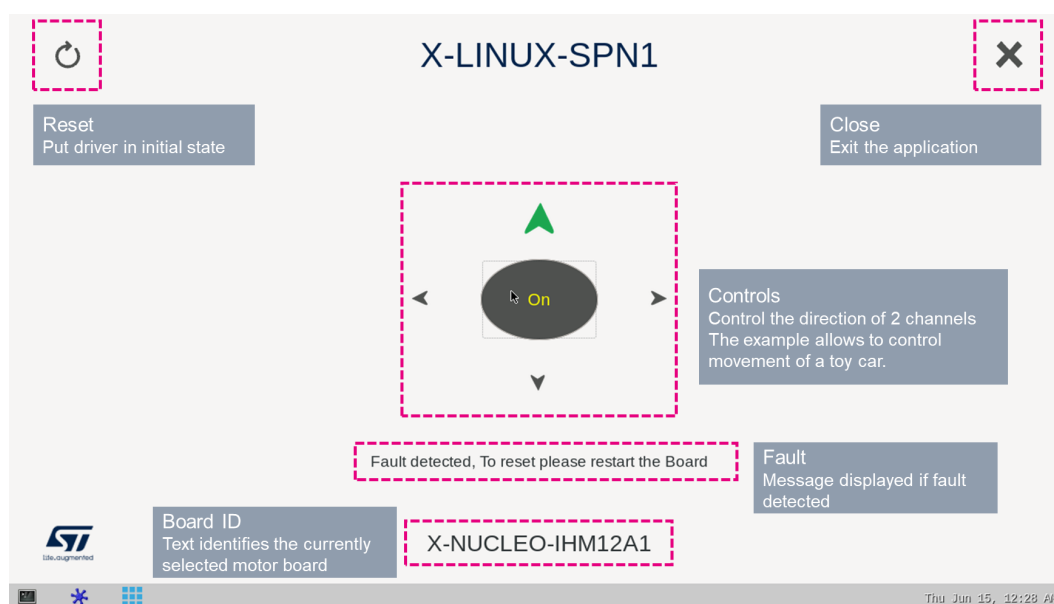 X-LINUX-SPN1
Reset
Put driver in initial state
Close
Exit the application
On
Controls
Control the direction of 2 channels
The example allows to control
movement of a toy car.
Fault detected, To reset please restart the Board
Fault
Message displayed if fault
detected
Board ID
Text identifies the currently
selected motor board
X-NUCLEO-IHM12A1
ST
life.augmented
Thu Jun 15, 12:28